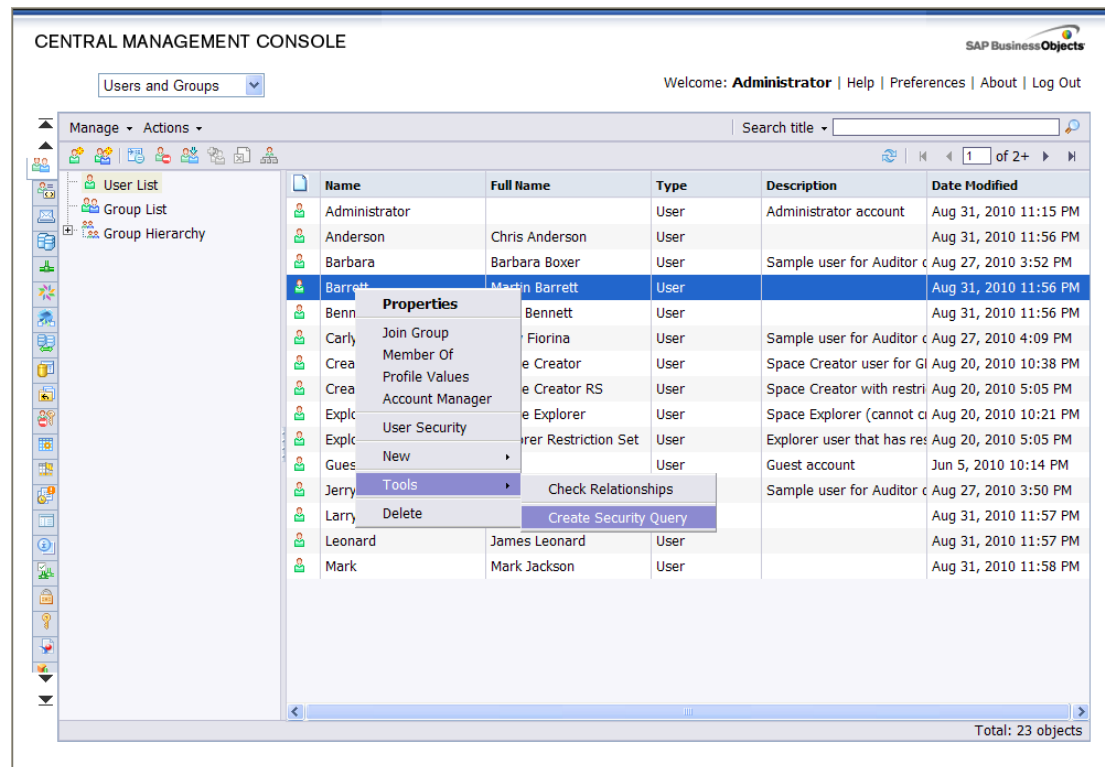 CENTRAL MANAGEMENT CONSOLE
SAP BusinessObjects
Users and Groups
Welcome: Administrator | Help | Preferences | About | Log Out
Manage Actions Search title
1 of 2+
User List
Group List
Group Hierarchy
Name Full Name Type Description Date Modified
Administrator User Administrator account Aug 31, 2010 11:15 PM
Anderson Chris Anderson User Aug 31, 2010 11:56 PM
Barbara Barbara Boxer User Sample user for Auditor Aug 27, 2010 3:52 PM
Barrett Martin Barrett User Aug 31, 2010 11:56 PM
Benn Bennett User Aug 31, 2010 11:56 PM
Carly Fiorina User Sample user for Auditor Aug 27, 2010 4:09 PM
Crea e Creator User Space Creator user for Aug 20, 2010 10:38 PM
Crea e Creator RS User Space Creator with restri Aug 20, 2010 5:05 PM
Explo e Explorer User Space Explorer (cannot Aug 20, 2010 10:21 PM
Explo rer Restriction Set User Explorer user that has Aug 20, 2010 5:05 PM
Gues User Guest account Jun 5, 2010 10:14 PM
Jerry Sample user for Auditor Aug 27, 2010 3:50 PM
Larry Aug 31, 2010 11:57 PM
Leonard James Leonard User Aug 31, 2010 11:57 PM
Mark Mark Jackson User Aug 31, 2010 11:58 PM
Properties
Join Group
Member Of
Profile Values
Account Manager
User Security
New
Tools
Delete
Check Relationships
Create Security Query
Total: 23 objects